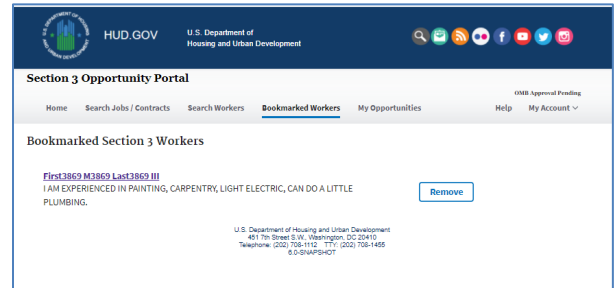 HUD.GOV
U.S. Department of
Housing and Urban Development
Section 3 Opportunity Portal
OMB Approval Pending
Home Search Jobs / Contracts Search Workers Bookmarked Workers My Opportunities Help My Account
Bookmarked Section 3 Workers
First3869 M3869 Last3869 III
I AM EXPERIENCED IN PAINTING, CARPENTRY, LIGHT ELECTRIC, CAN DO A LITTLE
PLUMBING.
Remove
U.S. Department of Housing and Urban Development
451 7th Street S.W., Washington, DC 20410
Telephone: (202) 708-1112 TTY: (202) 708-1455
6.0-SNAPSHOT